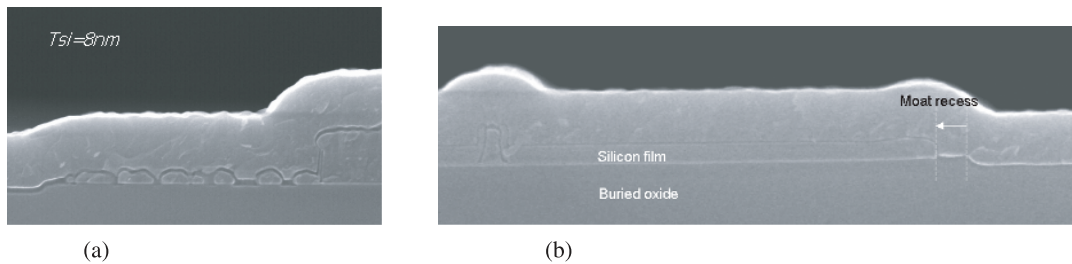 Tsi=8nm
Moat recess
Silicon film
Buried oxide
(a)
(b)